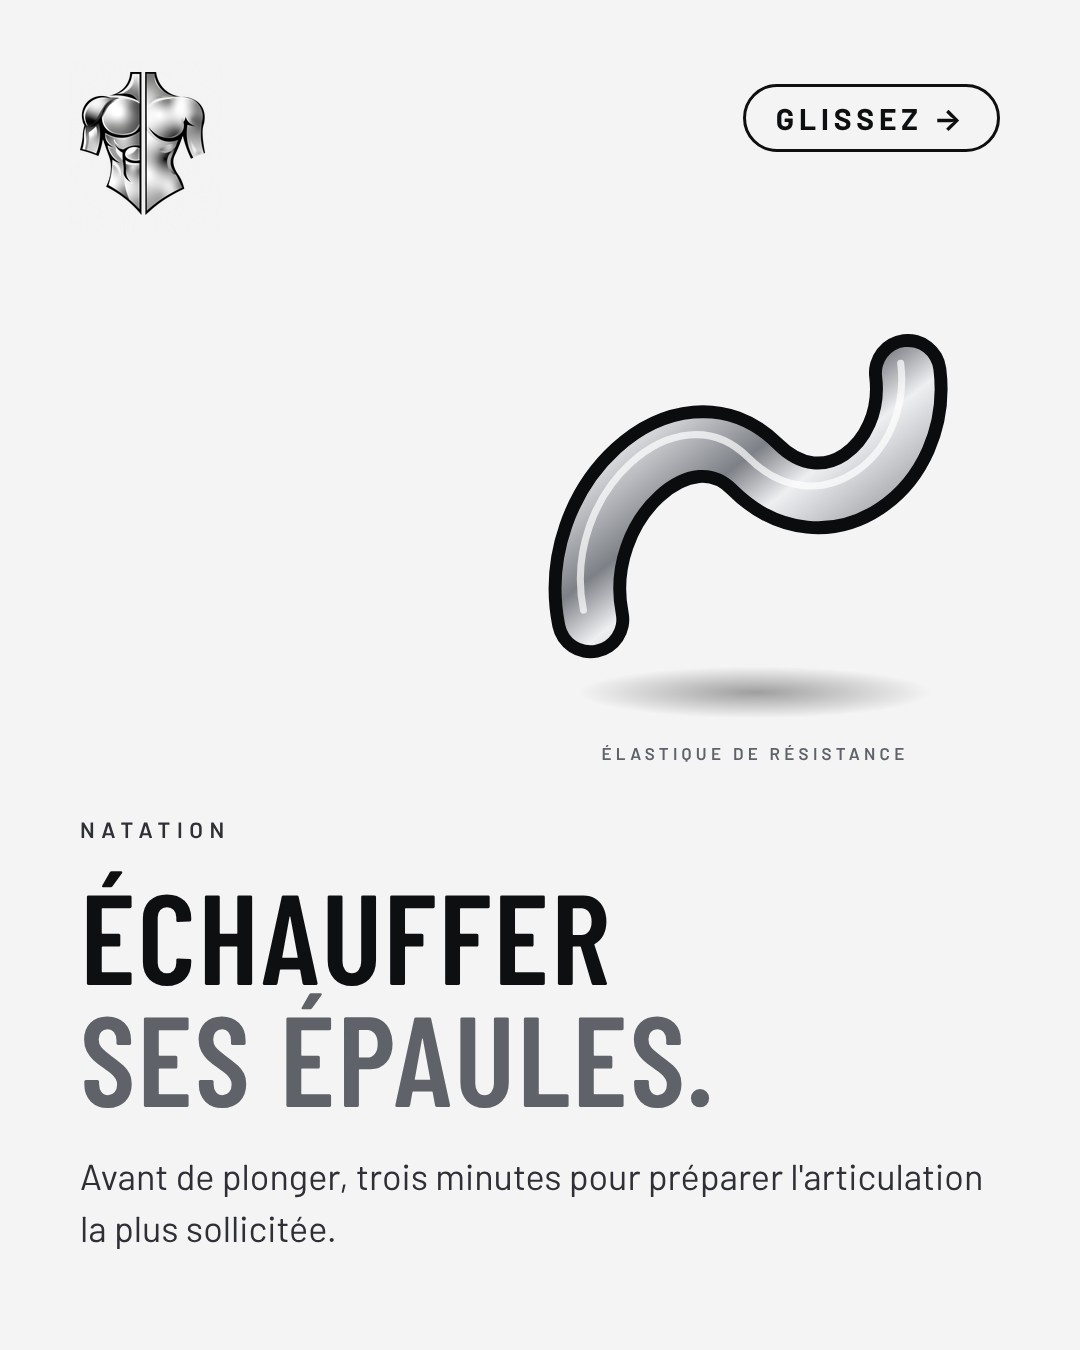 GLISSEZ →
ÉLASTIQUE DE RÉSISTANCE
NATATION
ÉCHAUFFER
SES ÉPAULES.
Avant de plonger, trois minutes pour préparer l'articulation
la plus sollicitée.